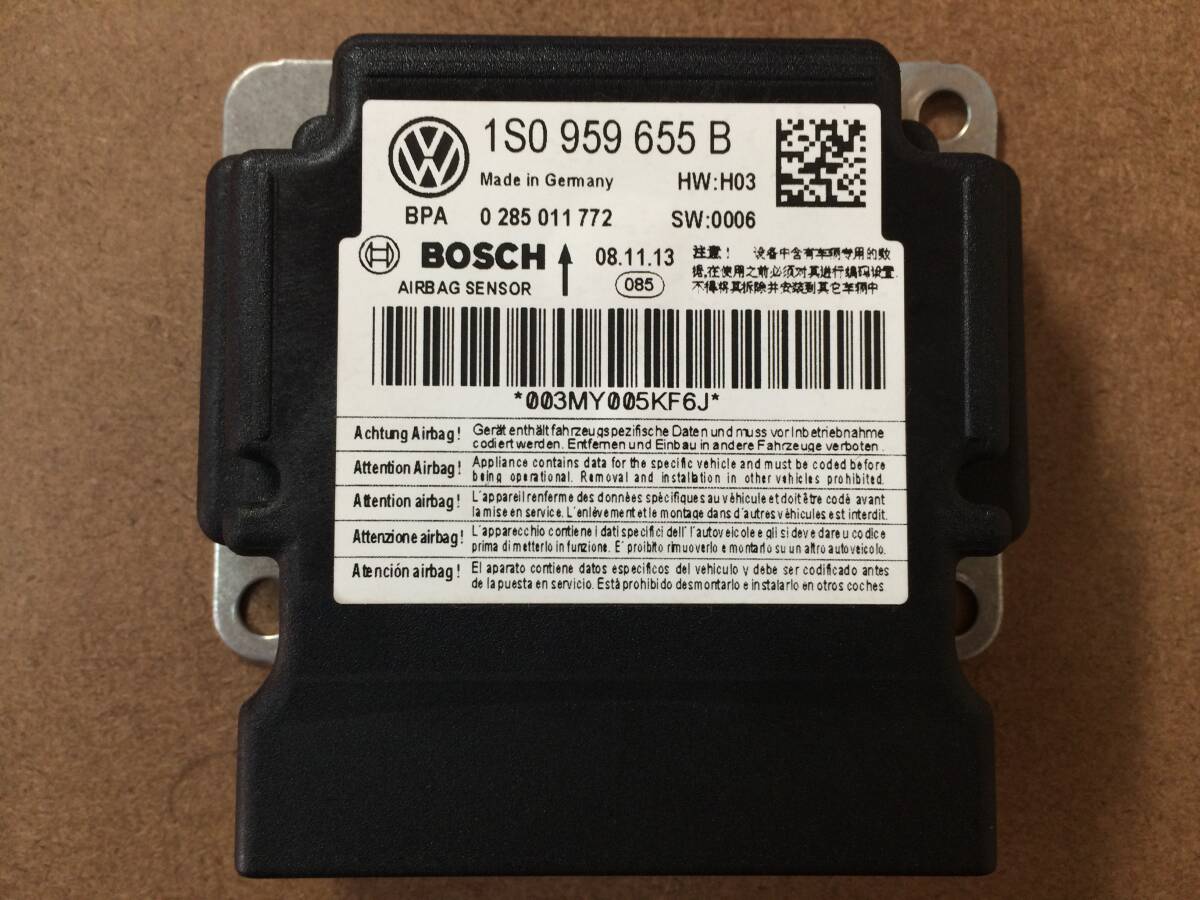 1S0 959 655 B
Made in Germany HW:H03
BPA 0 285 011 772 SW:0006
BOSCH 08.11.13 注意! 设备中含有车辆专用的数
AIRBAG SENSOR 085 据,在使用之前必须对其进行编码设置.
不得将其拆除并安装到其它车辆中
*003MY005KF6J*
Achtung Airbag! Gerät enthält fahrzeugspezifische Daten und muss vor Inbetriebnahme
codiert werden. Entfernen und Einbau in andere Fahrzeuge verboten.
Attention Airbag! Appliance contains data for the specific vehicle and must be coded before
being operational. Removal and installation in other vehicles prohibited.
Attention airbag! L'appareil renferme des données spécifiques au véhicule et doit être codé avant
la mise en service. L'enlèvement et le montage dans d'autres véhicules est interdit.
Attenzione airbag! L'apparecchio contiene i dati specifici dell' l'autoveicolo e gli si deve dare u codice
prima di metterlo in funzione. E' proibito rimuoverlo e montarlo su un altro autoveicolo.
Atención airbag! El aparato contiene datos especificos del vehiculo y debe ser codificado antes
de la puesta en servicio. Está prohibido desmontarlo e instalarlo en otros coches